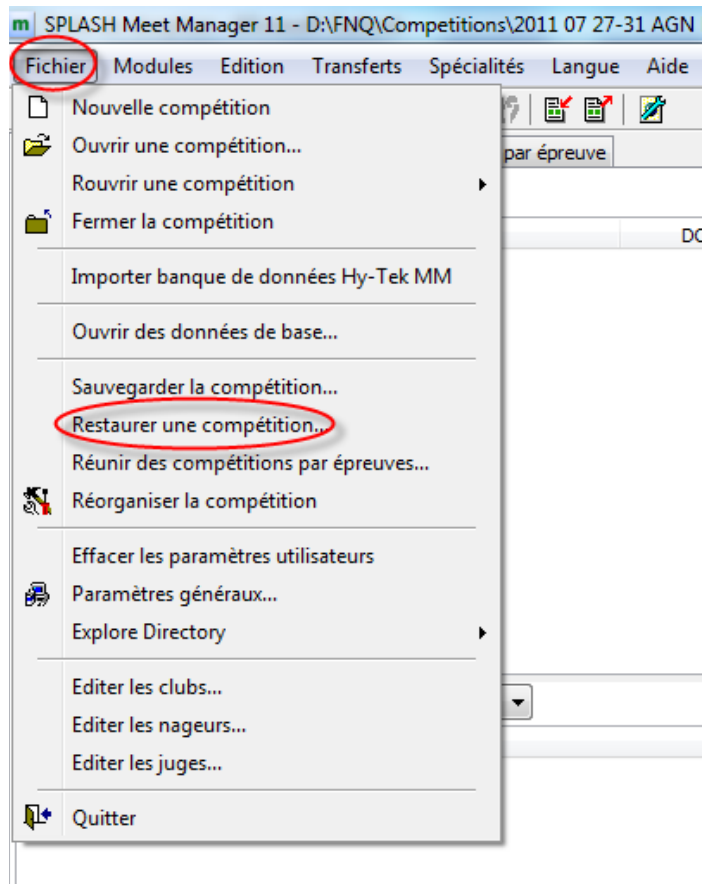 m SPLASH Meet Manager 11 - D:\FNQ\Competitions\2011 07 27-31 AGN
Fichier Modules Edition Transferts Spécialités Langue Aide
Nouvelle compétition
Ouvrir une compétition...
par épreuve
Rouvrir une compétition
Fermer la compétition
DO
Importer banque de données Hy-Tek MM
Ouvrir des données de base...
Sauvegarder la compétition...
Restaurer une compétition...
Réunir des compétitions par épreuves...
Réorganiser la compétition
Effacer les paramètres utilisateurs
Paramètres généraux...
Explore Directory
Editer les clubs...
Editer les nageurs...
Editer les juges...
Quitter